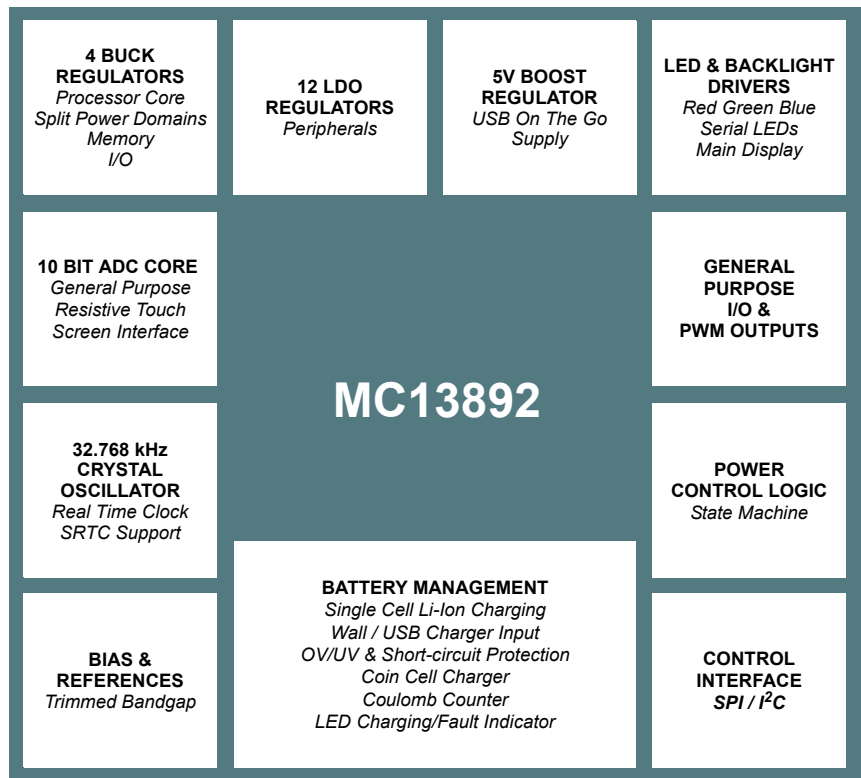 4 BUCK
REGULATORS
Processor Core
Split Power Domains
Memory
I/O
12 LDO
REGULATORS
Peripherals
5V BOOST
REGULATOR
USB On The Go
Supply
LED & BACKLIGHT
DRIVERS
Red Green Blue
Serial LEDs
Main Display
10 BIT ADC CORE
General Purpose
Resistive Touch
Screen Interface
GENERAL
PURPOSE
I/O &
PWM OUTPUTS
MC13892
32.768 kHz
CRYSTAL
OSCILLATOR
Real Time Clock
SRTC Support
POWER
CONTROL LOGIC
State Machine
BATTERY MANAGEMENT
Single Cell Li-Ion Charging
Wall / USB Charger Input
OV/UV & Short-circuit Protection
Coin Cell Charger
Coulomb Counter
LED Charging/Fault Indicator
BIAS &
REFERENCES
Trimmed Bandgap
CONTROL
INTERFACE
SPI / I²C